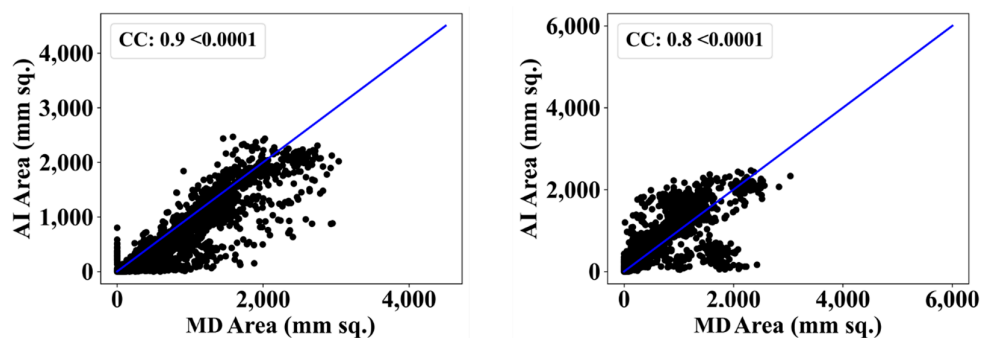 CC: 0.9 <0.0001
4,000
3,000
2,000
1,000
0
AI Area (mm sq.)
0
2,000
4,000
MD Area (mm sq.)
CC: 0.8 <0.0001
6,000
4,000
2,000
0
AI Area (mm sq.)
0
2.000
4,000
6,000
MD Area (mm sq.)